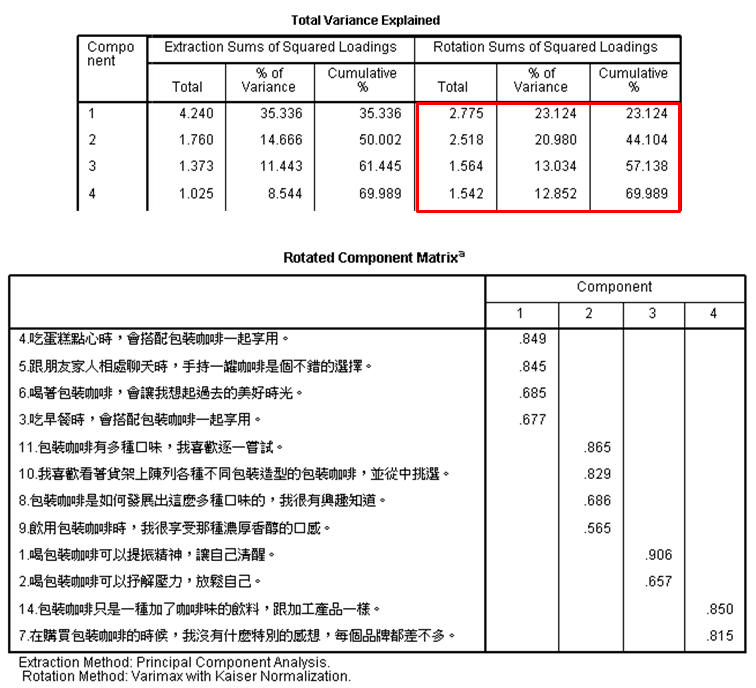 Total Variance Explained
Compo nent Extraction Sums of Squared Loadings Rotation Sums of Squared Loadings
Total % of Variance Cumulative % Total % of Variance Cumulative %
1 4.240 35.336 35.336 2.775 23.124 23.124
2 1.760 14.666 50.002 2.518 20.980 44.104
3 1.373 11.443 61.445 1.564 13.034 57.138
4 1.025 8.544 69.989 1.542 12.852 69.989
Rotated Component Matrixa
Component
1 2 3 4
4.吃蛋糕點心時，會搭配包裝咖啡一起享用。 .849
5.跟朋友家人相處聊天時，手持一罐咖啡是個不錯的選擇。 .845
6.喝著包裝咖啡，會讓我想起過去的美好時光。 .685
3.吃早餐時，會搭配包裝咖啡一起享用。 .677
11.包裝咖啡有多種口味，我喜歡逐一嘗試。 .865
10.我喜歡看著貨架上陳列各種不同包裝造型的包裝咖啡，並從中挑選。 .829
8.包裝咖啡是如何發展出這麼多種口味的，我很有興趣知道。 .686
9.飲用包裝咖啡時，我很享受那種濃厚香醇的口感。 .565
1.喝包裝咖啡可以提振精神，讓自己清醒。 .906
2.喝包裝咖啡可以抒解壓力，放鬆自己。 .657
14.包裝咖啡只是一種加了咖啡味的飲料，跟加工產品一樣。 .850
7.在購買包裝咖啡的時候，我沒有什麼特別的感想，每個品牌都差不多。 .815
Extraction Method: Principal Component Analysis.
Rotation Method: Varimax with Kaiser Normalization.